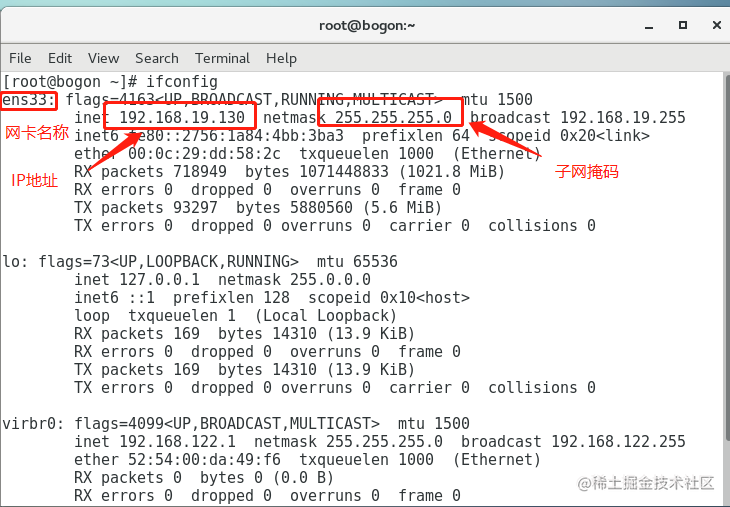 root@bogon:~
File Edit View Search Terminal Help
[root@bogon ~]# ifconfig
ens33: flags=4163<UP,BROADCAST,RUNNING,MULTICAST>  mtu 1500
        inet 192.168.19.130  netmask 255.255.255.0  broadcast 192.168.19.255
网卡名称
        inet6 fe80::2756:1a84:4bb:3ba3  prefixlen 64  scopeid 0x20<link>
        ether 00:0c:29:dd:58:2c  txqueuelen 1000  (Ethernet)
IP地址
子网掩码
        RX packets 718949  bytes 1071448833 (1021.8 MiB)
        RX errors 0  dropped 0  overruns 0  frame 0
        TX packets 93297  bytes 5880560 (5.6 MiB)
        TX errors 0  dropped 0 overruns 0  carrier 0  collisions 0
lo: flags=73<UP,LOOPBACK,RUNNING>  mtu 65536
        inet 127.0.0.1  netmask 255.0.0.0
        inet6 ::1  prefixlen 128  scopeid 0x10<host>
        loop  txqueuelen 1  (Local Loopback)
        RX packets 169  bytes 14310 (13.9 KiB)
        RX errors 0  dropped 0  overruns 0  frame 0
        TX packets 169  bytes 14310 (13.9 KiB)
        TX errors 0  dropped 0 overruns 0  carrier 0  collisions 0
virbr0: flags=4099<UP,BROADCAST,MULTICAST>  mtu 1500
        inet 192.168.122.1  netmask 255.255.255.0  broadcast 192.168.122.255
        ether 52:54:00:da:49:f6  txqueuelen 1000  (Ethernet)
        RX packets 0  bytes 0 (0.0 B)
        RX errors 0  dropped 0  overruns 0  frame 0
@稀土掘金技术社区